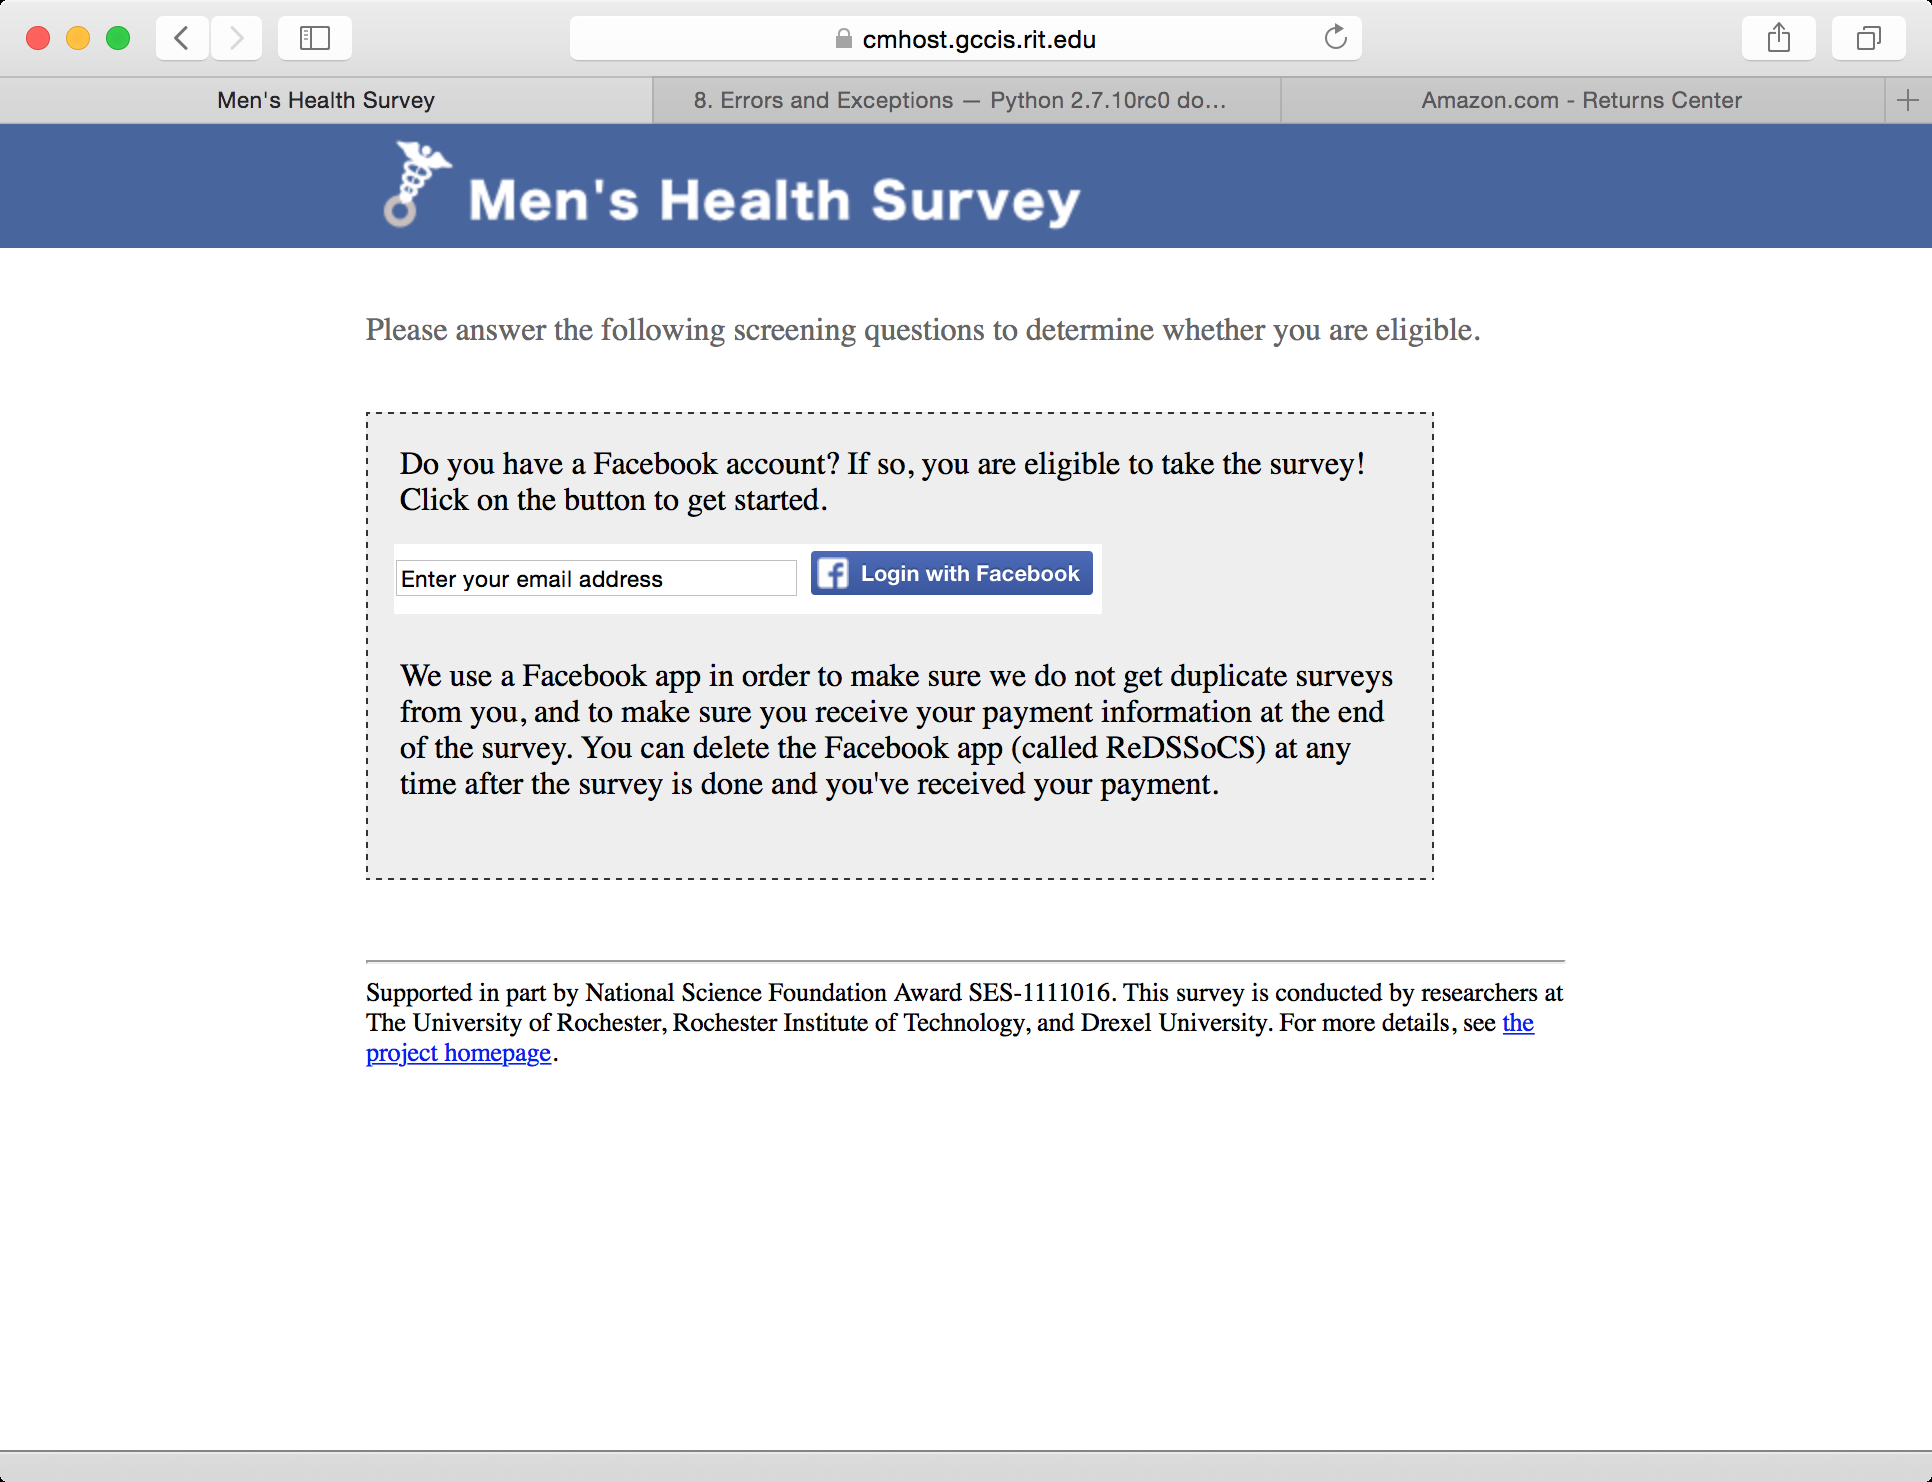 cmhost.gccis.rit.edu
Men's Health Survey
8. Errors and Exceptions — Python 2.7.10rc0 do...
Amazon.com - Returns Center
Men's Health Survey
Please answer the following screening questions to determine whether you are eligible.
Do you have a Facebook account? If so, you are eligible to take the survey!
Click on the button to get started.
Enter your email address
Login with Facebook
We use a Facebook app in order to make sure we do not get duplicate surveys
from you, and to make sure you receive your payment information at the end
of the survey. You can delete the Facebook app (called ReDSSoCS) at any
time after the survey is done and you've received your payment.
Supported in part by National Science Foundation Award SES-1111016. This survey is conducted by researchers at
The University of Rochester, Rochester Institute of Technology, and Drexel University. For more details, see the
project homepage.